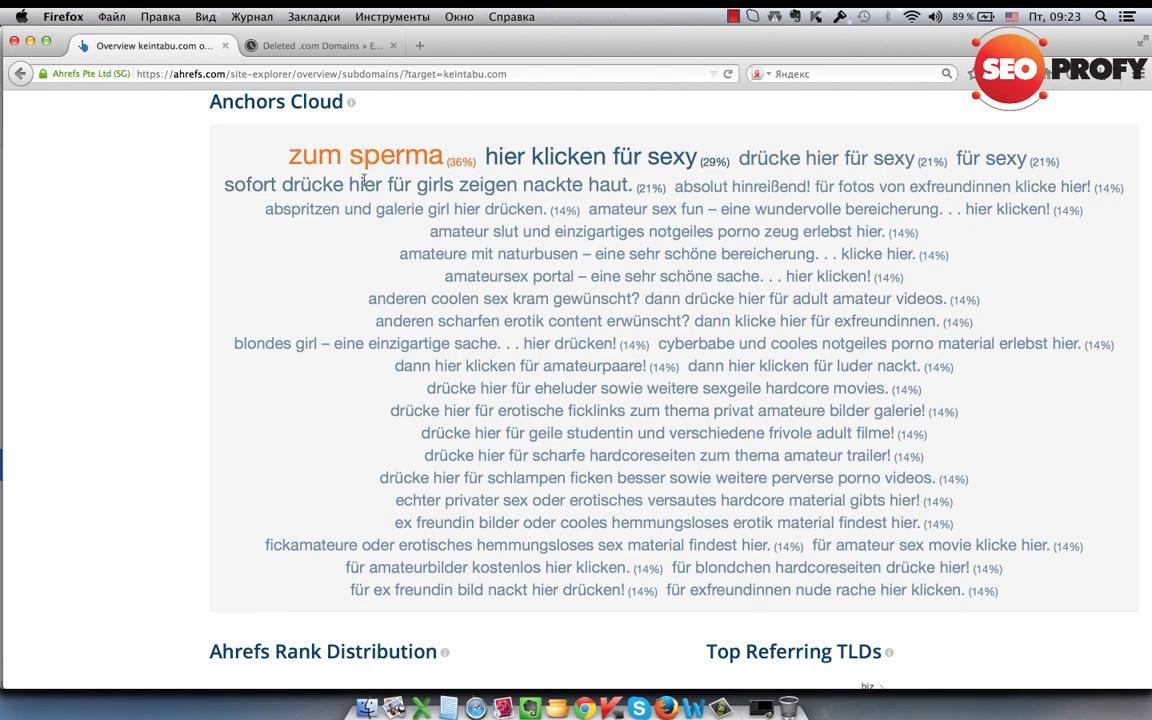 Firefox Файл Правка Вид Журнал Закладки Инструменты Окно Справка 89 % Пт, 09:23
Overview keintabu.com o... Deleted .com Domains » E...
Ahrefs Pte Ltd (SG) https://ahrefs.com/site-explorer/overview/subdomains/?target=keintabu.com Яндекс
SEO PROFY
Anchors Cloud
zum sperma (36%) hier klicken für sexy (29%) drücke hier für sexy (21%) für sexy (21%)
sofort drücke hier für girls zeigen nackte haut. (21%) absolut hinreißend! für fotos von exfreundinnen klicke hier! (14%)
abspritzen und galerie girl hier drücken. (14%) amateur sex fun – eine wundervolle bereicherung. . . hier klicken! (14%)
amateur slut und einzigartiges notgeiles porno zeug erlebst hier. (14%)
amateure mit naturbusen – eine sehr schöne bereicherung. . . klicke hier. (14%)
amateursex portal – eine sehr schöne sache. . . hier klicken! (14%)
anderen coolen sex kram gewünscht? dann drücke hier für adult amateur videos. (14%)
anderen scharfen erotik content erwünscht? dann klicke hier für exfreundinnen. (14%)
blondes girl – eine einzigartige sache. . . hier drücken! (14%) cyberbabe und cooles notgeiles porno material erlebst hier. (14%)
dann hier klicken für amateurpaare! (14%) dann hier klicken für luder nackt. (14%)
drücke hier für eheluder sowie weitere sexgeile hardcore movies. (14%)
drücke hier für erotische ficklinks zum thema privat amateure bilder galerie! (14%)
drücke hier für geile studentin und verschiedene frivole adult filme! (14%)
drücke hier für scharfe hardcoreseiten zum thema amateur trailer! (14%)
drücke hier für schlampen ficken besser sowie weitere perverse porno videos. (14%)
echter privater sex oder erotisches versautes hardcore material gibts hier! (14%)
ex freundin bilder oder cooles hemmungsloses erotik material findest hier. (14%)
fickamateure oder erotisches hemmungsloses sex material findest hier. (14%) für amateur sex movie klicke hier. (14%)
für amateurbilder kostenlos hier klicken. (14%) für blondchen hardcoreseiten drücke hier! (14%)
für ex freundin bild nackt hier drücken! (14%) für exfreundinnen nude rache hier klicken. (14%)
Ahrefs Rank Distribution Top Referring TLDs